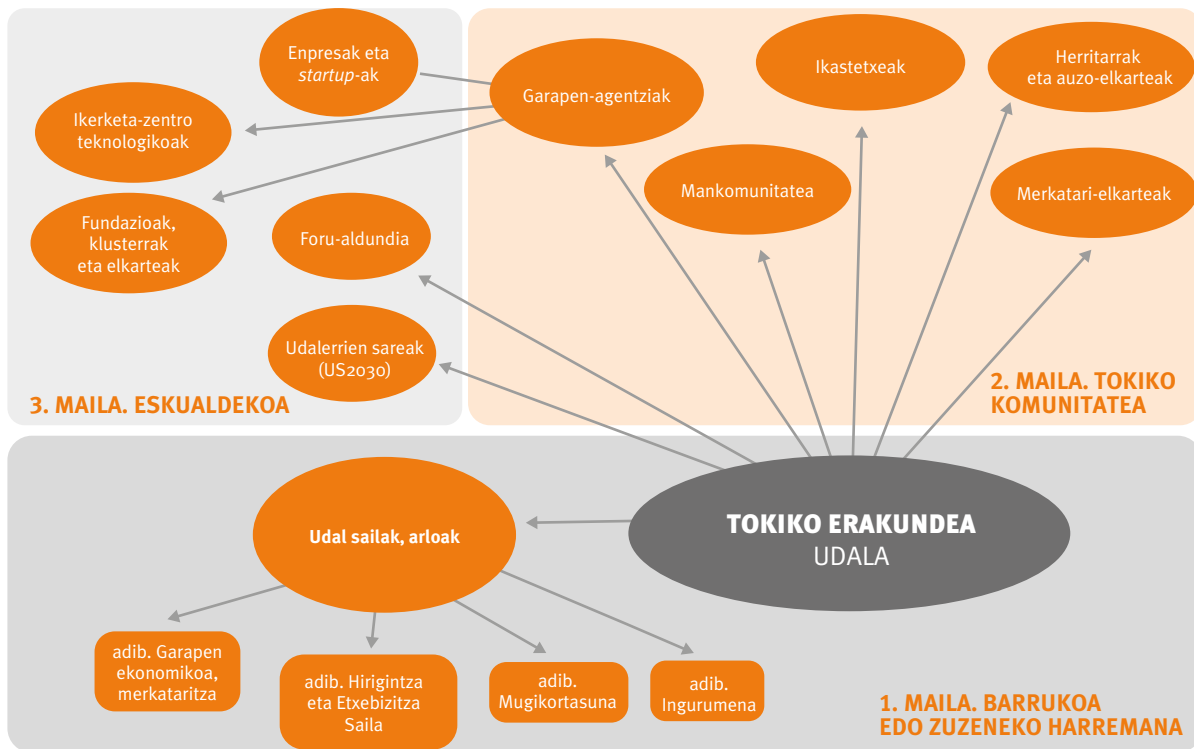 Enpresak eta
startup-ak
Ikerketa-zentro
teknologikoak
Fundazioak,
klusterrak
eta elkarteak
Foru-aldundia
Udalerrien sareak
(US2030)
3. MAILA. ESKUALDEKOA
Garapen-agentziak
Ikastetxeak
Herritarrak
eta auzo-elkarteak
Mankomunitatea
Merkatari-elkarteak
2. MAILA. TOKIKO
KOMUNITATEA
TOKIKO ERAKUNDEA
UDALA
Udal sailak, arloak
adib. Garapen
ekonomikoa,
merkataritza
adib. Hirigintza
eta Etxebizitza
Saila
adib.
Mugikortasuna
adib.
Ingurumena
1. MAILA. BARRUKOA
EDO ZUZENEKO HARREMANA